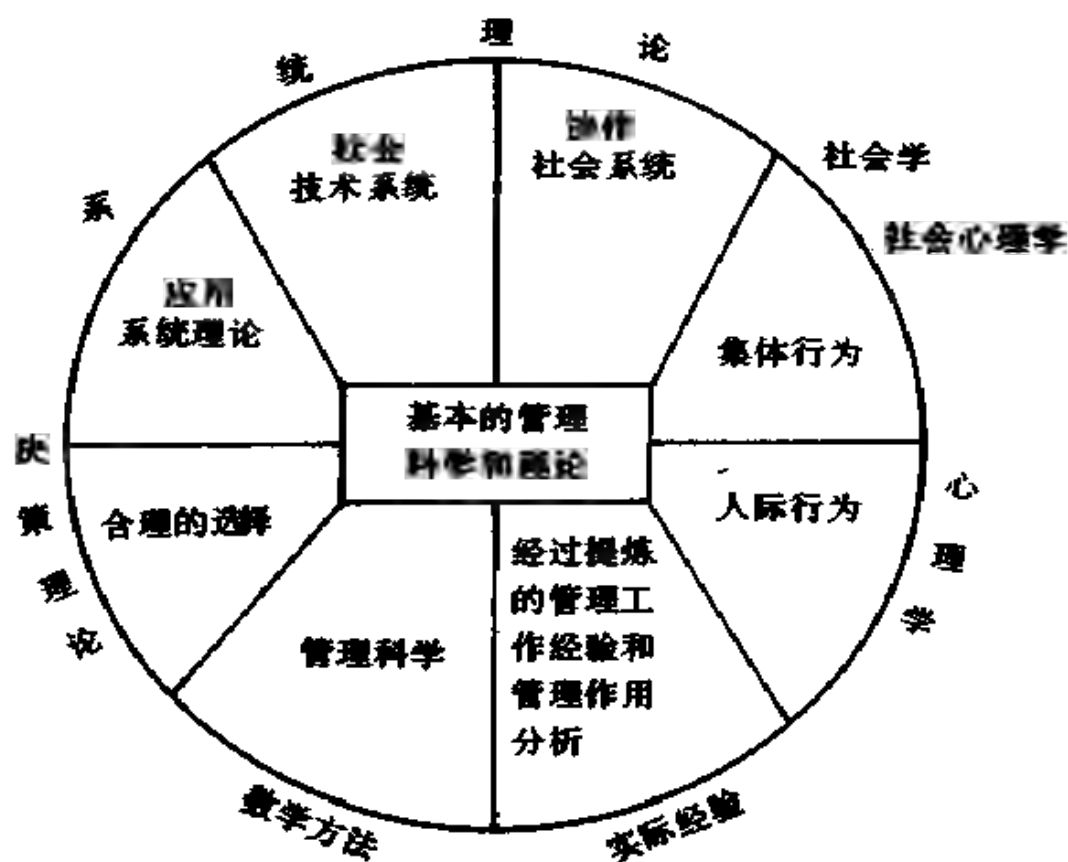 系统理论
社会
技术系统
协作
社会系统
社会学
社会心理学
应用
系统理论
集体行为
基本的管理
科学和理论
决策理论
合理的选择
人际行为
心理学
经过提炼
的管理工
作经验和
管理作用
分析
管理科学
数学方法
实际经验